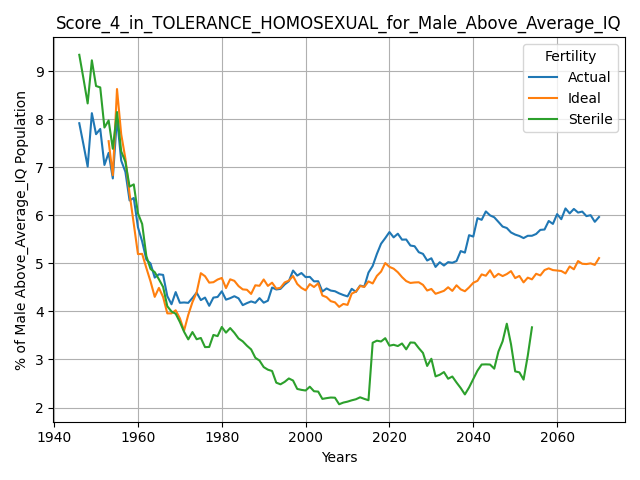 Score_4_in_TOLERANCE_HOMOSEXUAL_for_Male_Above_Average_IQ
% of Male Above_Average_IQ Population
9
8
7
6
5
4
3
2
Fertility
Actual
Ideal
Sterile
1940
1960
1980
2000
2020
2040
2060
Years